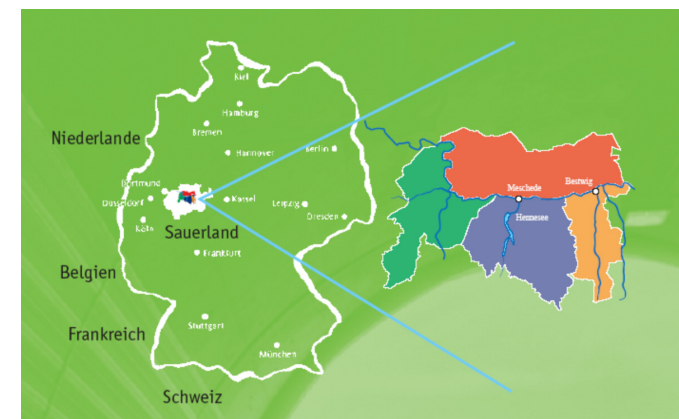 Kiel
Hamburg
Bremen
Niederlande
Hannover
Berlin
Dortmund
Düsseldorf
Kassel
Leipzig
Dresden
Köln
Sauerland
Frankfurt
Belgien
Stuttgart
Frankreich
München
Schweiz
Meschede
Bestwig
Hennesee